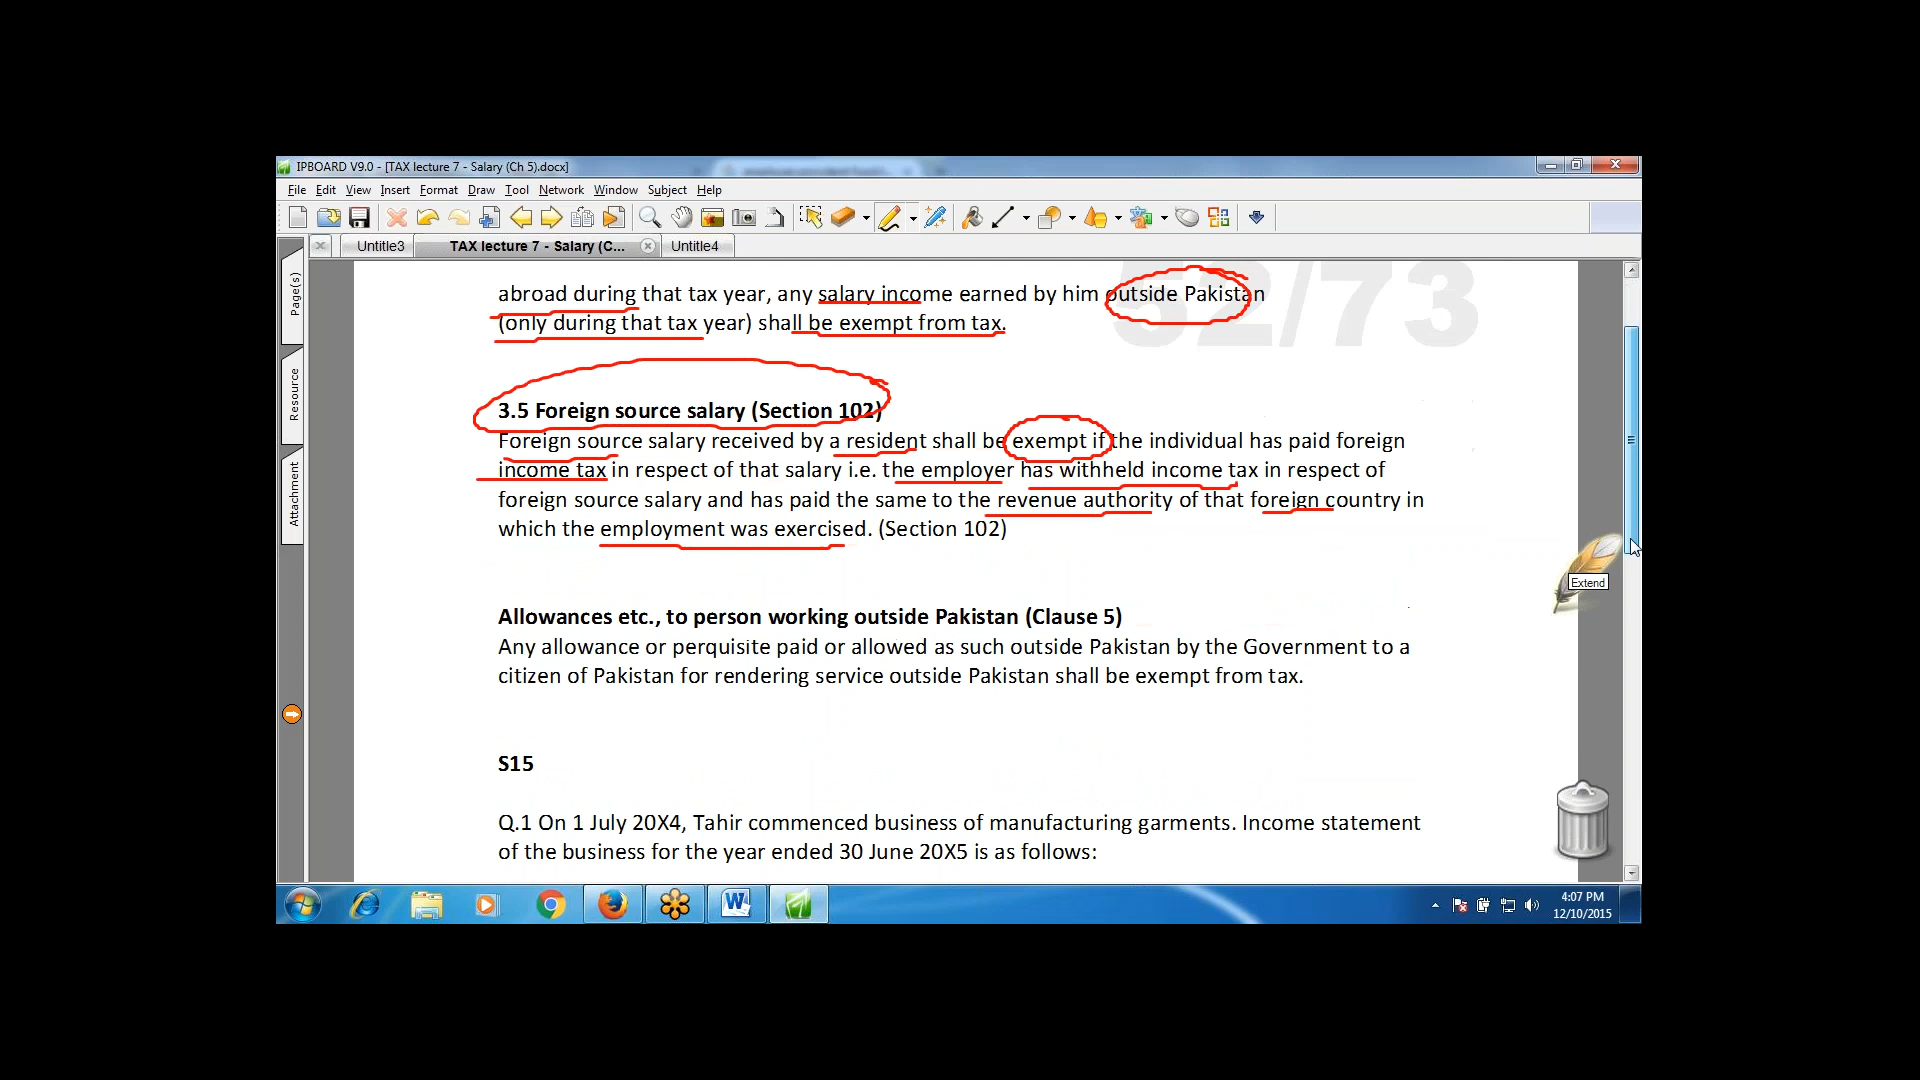 IPBOARD V9.0 - [TAX lecture 7 - Salary (Ch 5).docx]
File Edit View Insert Format Draw Tool Network Window Subject Help
Untitled3 TAX lecture 7 - Salary (C... Untitled4
Page(s)
Resource
Attachment
52/73
abroad during that tax year, any salary income earned by him outside Pakistan
(only during that tax year) shall be exempt from tax.
3.5 Foreign source salary (Section 102)
Foreign source salary received by a resident shall be exempt if the individual has paid foreign
income tax in respect of that salary i.e. the employer has withheld income tax in respect of
foreign source salary and has paid the same to the revenue authority of that foreign country in
which the employment was exercised. (Section 102)
Extend
Allowances etc., to person working outside Pakistan (Clause 5)
Any allowance or perquisite paid or allowed as such outside Pakistan by the Government to a
citizen of Pakistan for rendering service outside Pakistan shall be exempt from tax.
S15
Q.1 On 1 July 20X4, Tahir commenced business of manufacturing garments. Income statement
of the business for the year ended 30 June 20X5 is as follows:
4:07 PM
12/10/2015